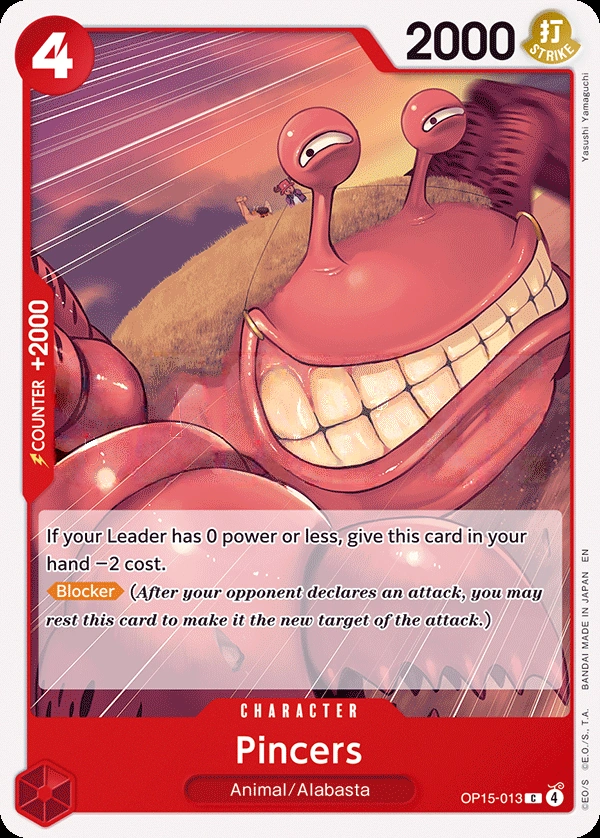 4
2000
打
STRIKE
Yasushi Yamaguchi
COUNTER +2000
If your Leader has 0 power or less, give this card in your
hand −2 cost.
Blocker (After your opponent declares an attack, you may
rest this card to make it the new target of the attack.)
CHARACTER
Pincers
Animal/Alabasta
OP15-013 C 4
©EO/S ©E.O./S., T.A. BANDAI MADE IN JAPAN EN